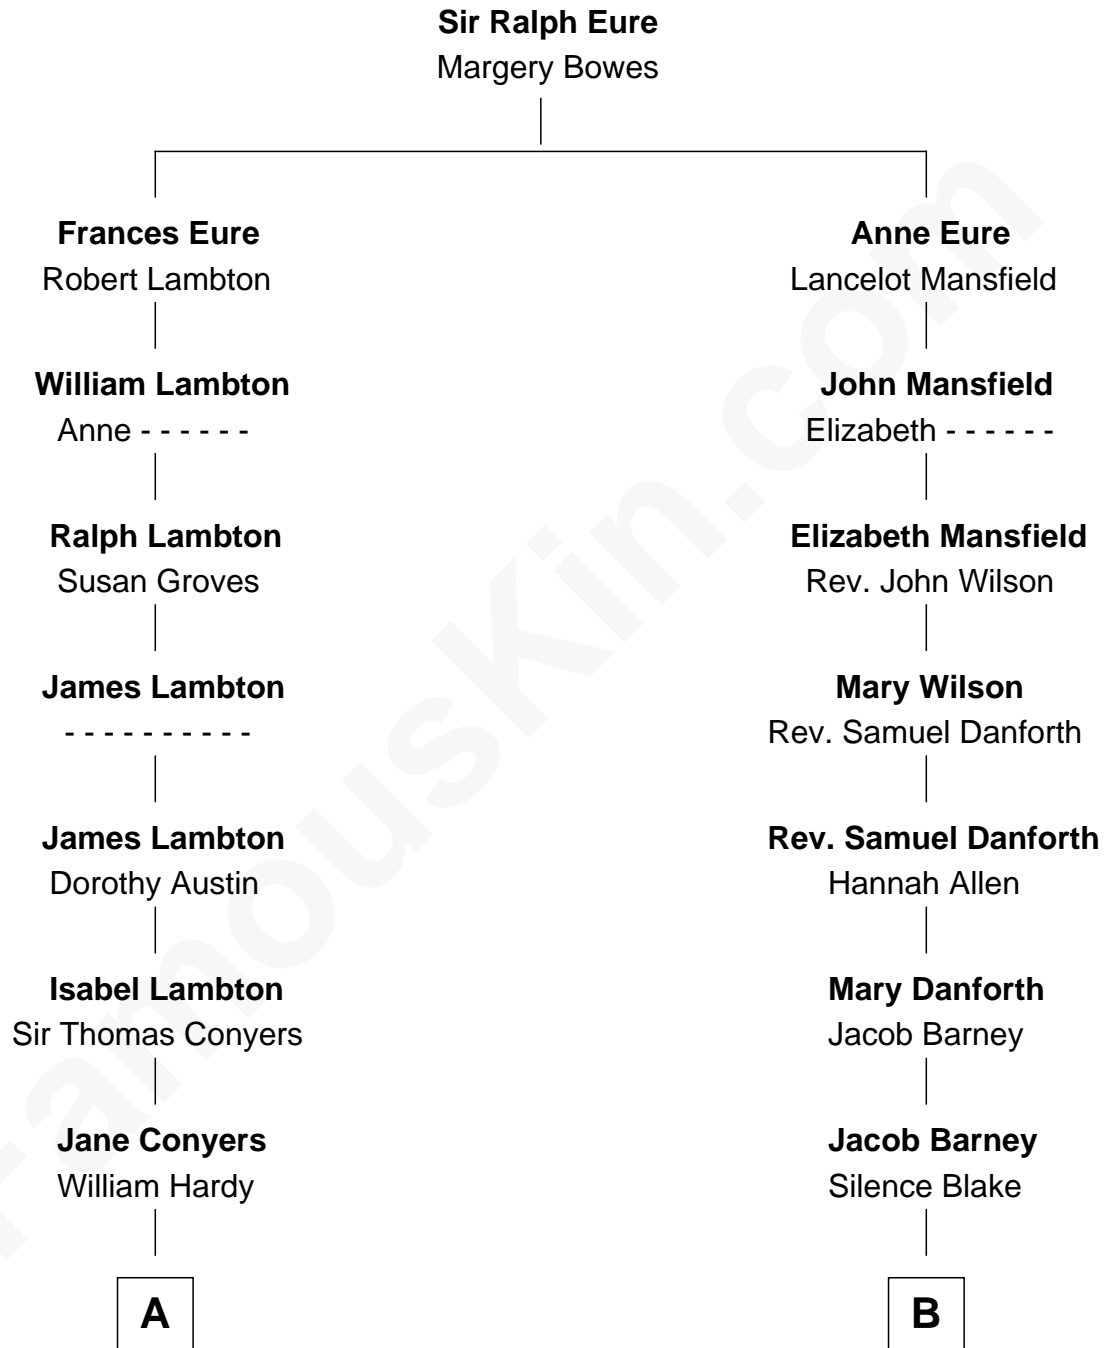 Sir Ralph Eure
Margery Bowes
Frances Eure
Robert Lambton
Anne Eure
Lancelot Mansfield
William Lambton
Anne - - - - - -
John Mansfield
Elizabeth - - - - - -
Ralph Lambton
Susan Groves
Elizabeth Mansfield
Rev. John Wilson
James Lambton
- - - - - - - - - -
Mary Wilson
Rev. Samuel Danforth
James Lambton
Dorothy Austin
Rev. Samuel Danforth
Hannah Allen
Isabel Lambton
Sir Thomas Conyers
Mary Danforth
Jacob Barney
Jane Conyers
William Hardy
Jacob Barney
Silence Blake
A
B
FamousKin.com